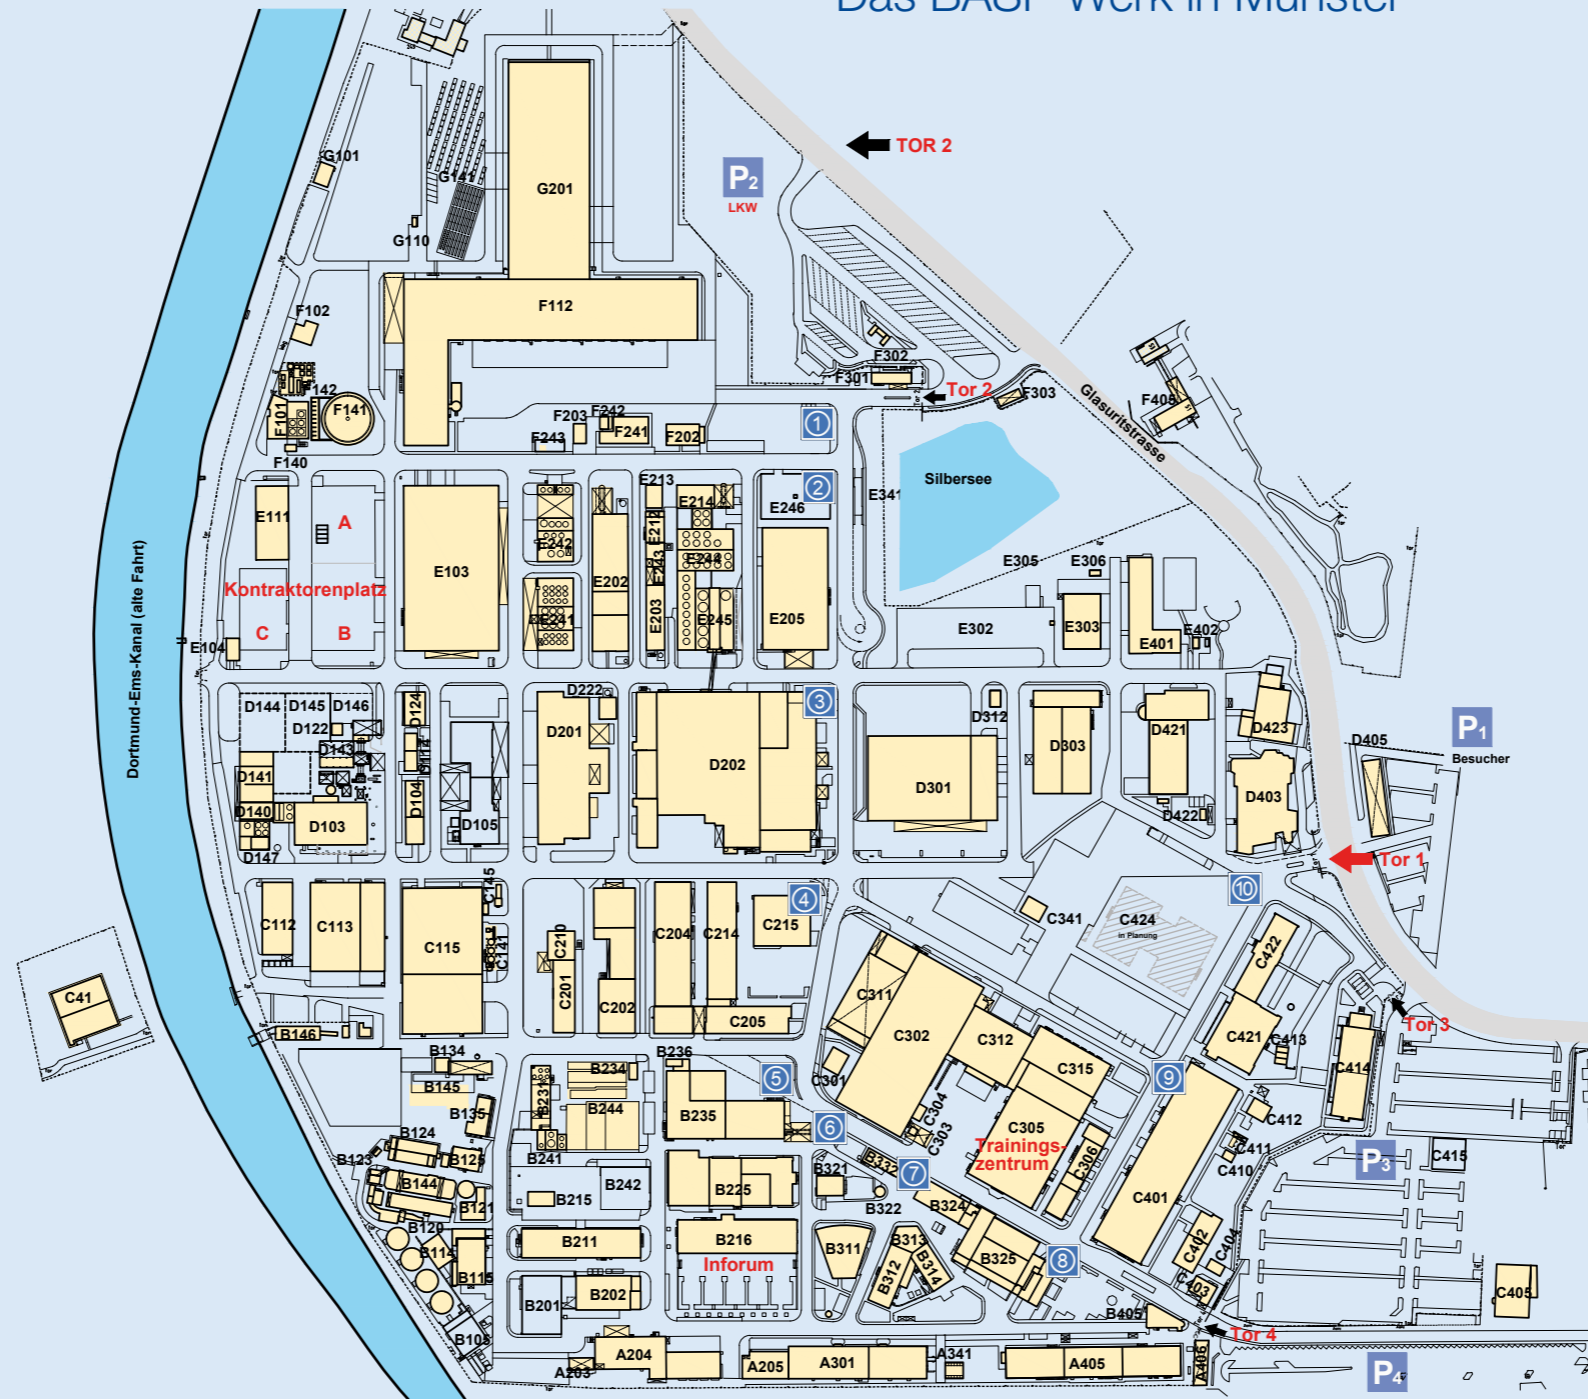 Das BASF-Werk in Münster
TOR 2
P2
LKW
G101
G141
G201
G110
F112
F102
F302
F301
Tor 2
F303
F405
Glasuritstrasse
F142
F101
F141
F140
F203
F242
F241
F243
F202
1
2
Silbersee
E341
E213
E214
E246
E111
A
E212
E242
E243
E244
E103
E202
E203
E241
E245
E205
E305
E306
E302
E303
E401
E402
Kontraktorenplatz
C
B
E104
Dortmund-Ems-Kanal (alte Fahrt)
D144
D145
D146
D122
D143
D124
D114
D141
D140
D104
D103
D105
D147
D222
D201
D202
3
D312
D301
D303
D421
D422
D423
D403
D405
P1
Besucher
Tor 1
10
C112
C113
C115
C145
C141
C210
C201
C202
C204
C214
C215
4
C205
C341
C424
in Planung
C422
C421
C413
Tor 3
C414
C41
C311
C302
C312
C315
C301
C304
C303
C305
Trainings-
zentrum
C306
9
C412
C411
C410
C401
C402
C404
C403
P3
C415
C405
B146
B134
B145
B135
B124
B123
B125
B144
B121
B120
B114
B115
B105
B231
B234
B244
B241
B242
B215
B211
B201
B202
B236
B235
5
6
B225
B216
Inforum
B321
B322
B332
7
B324
B325
8
B311
B313
B312
B314
B405
Tor 4
A203
A204
A205
A301
A341
A405
A406
P4